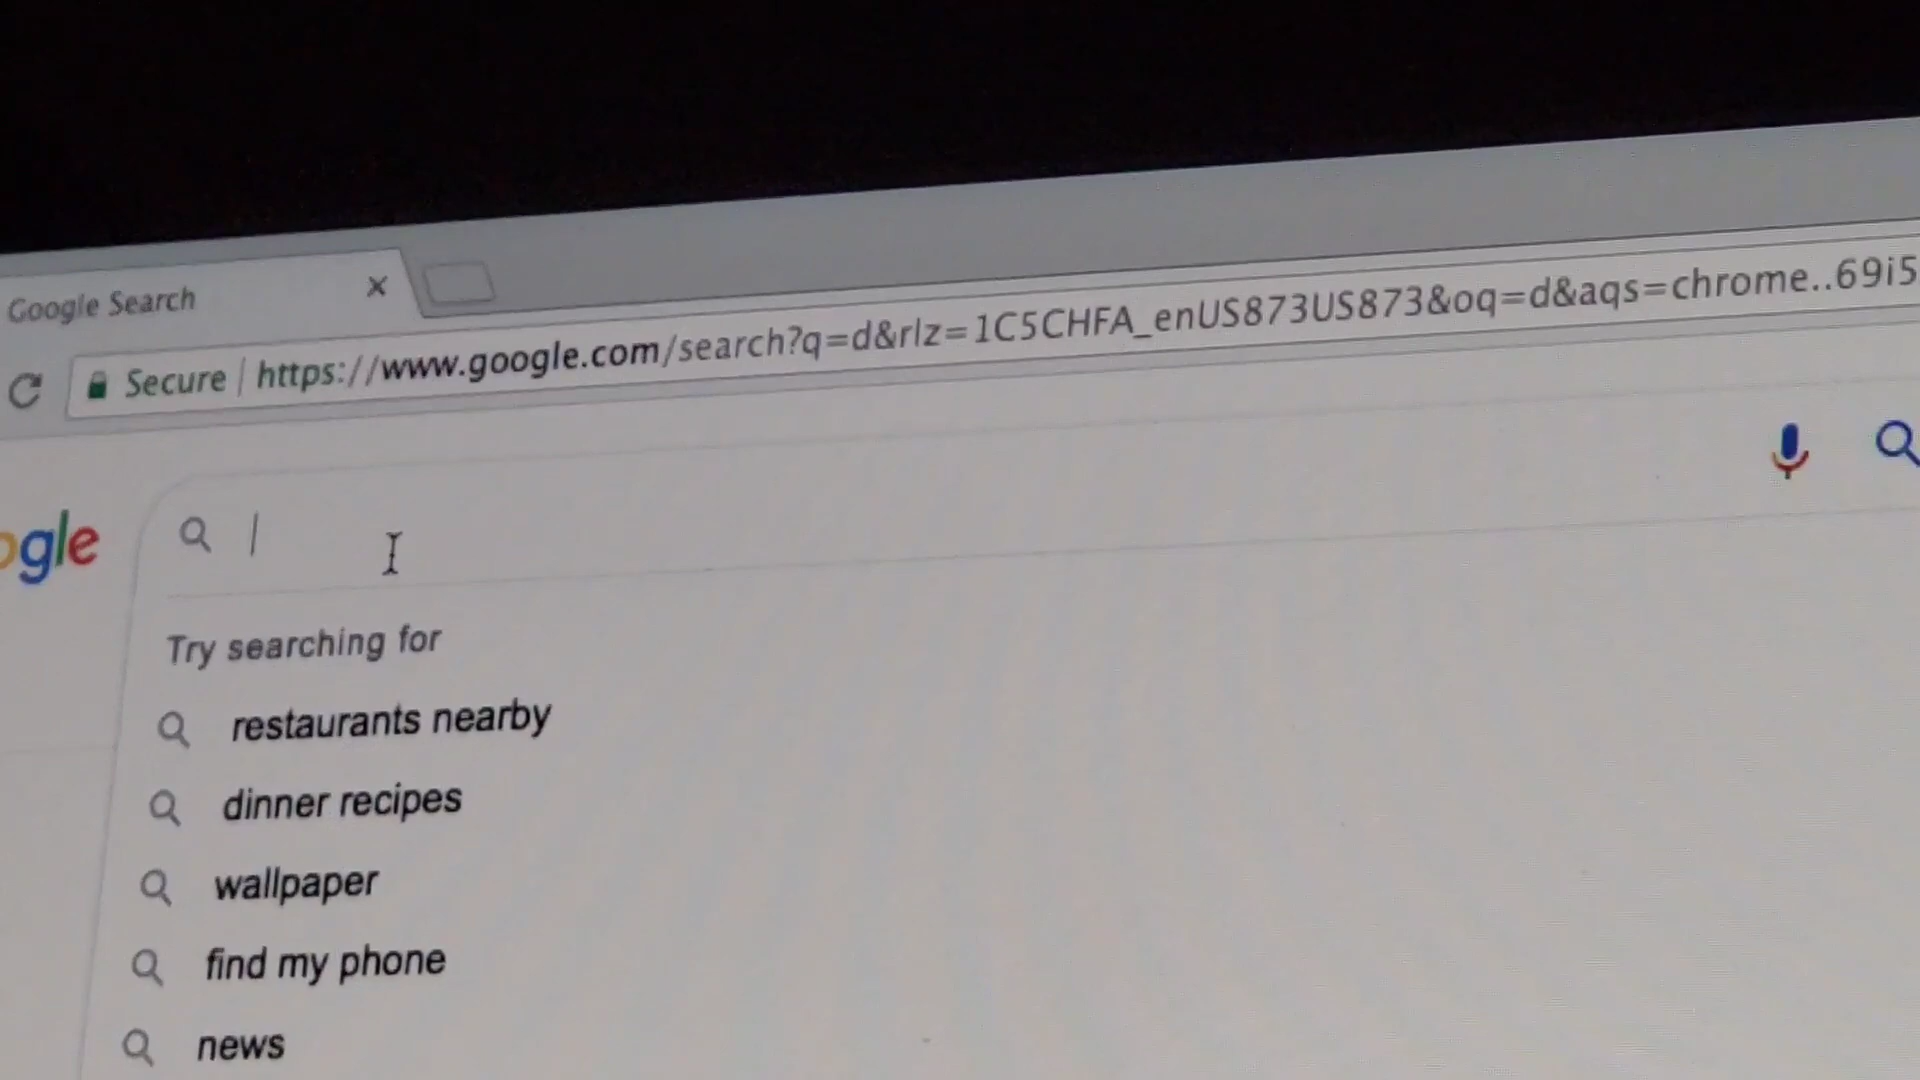 Google Search
Secure | https://www.google.com/search?q=d&rlz=1C5CHFA_enUS873US873&oq=d&aqs=chrome..69i5
ogle
Try searching for
restaurants nearby
dinner recipes
wallpaper
find my phone
news